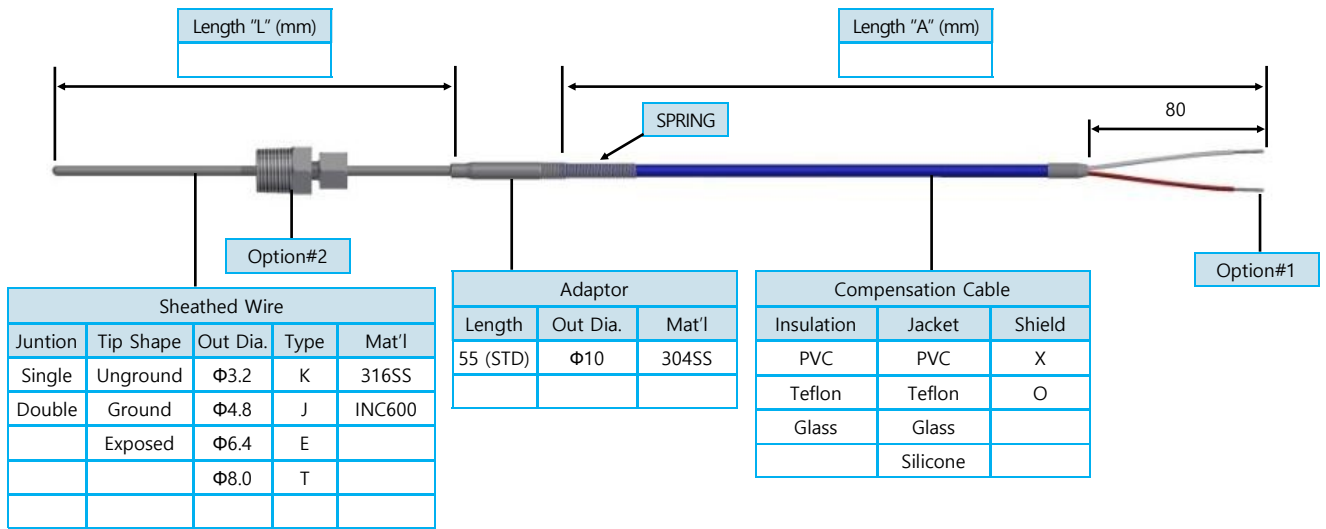 Length "L" (mm)
Length "A" (mm)
80
SPRING
Option#2
Option#1
Sheathed Wire
Juntion Tip Shape Out Dia. Type Mat'l
Single Unground Φ3.2 K 316SS
Double Ground Φ4.8 J INC600
Exposed Φ6.4 E
Φ8.0 T
Adaptor
Length Out Dia. Mat'l
55 (STD) Φ10 304SS
Compensation Cable
Insulation Jacket Shield
PVC PVC X
Teflon Teflon O
Glass Glass
Silicone